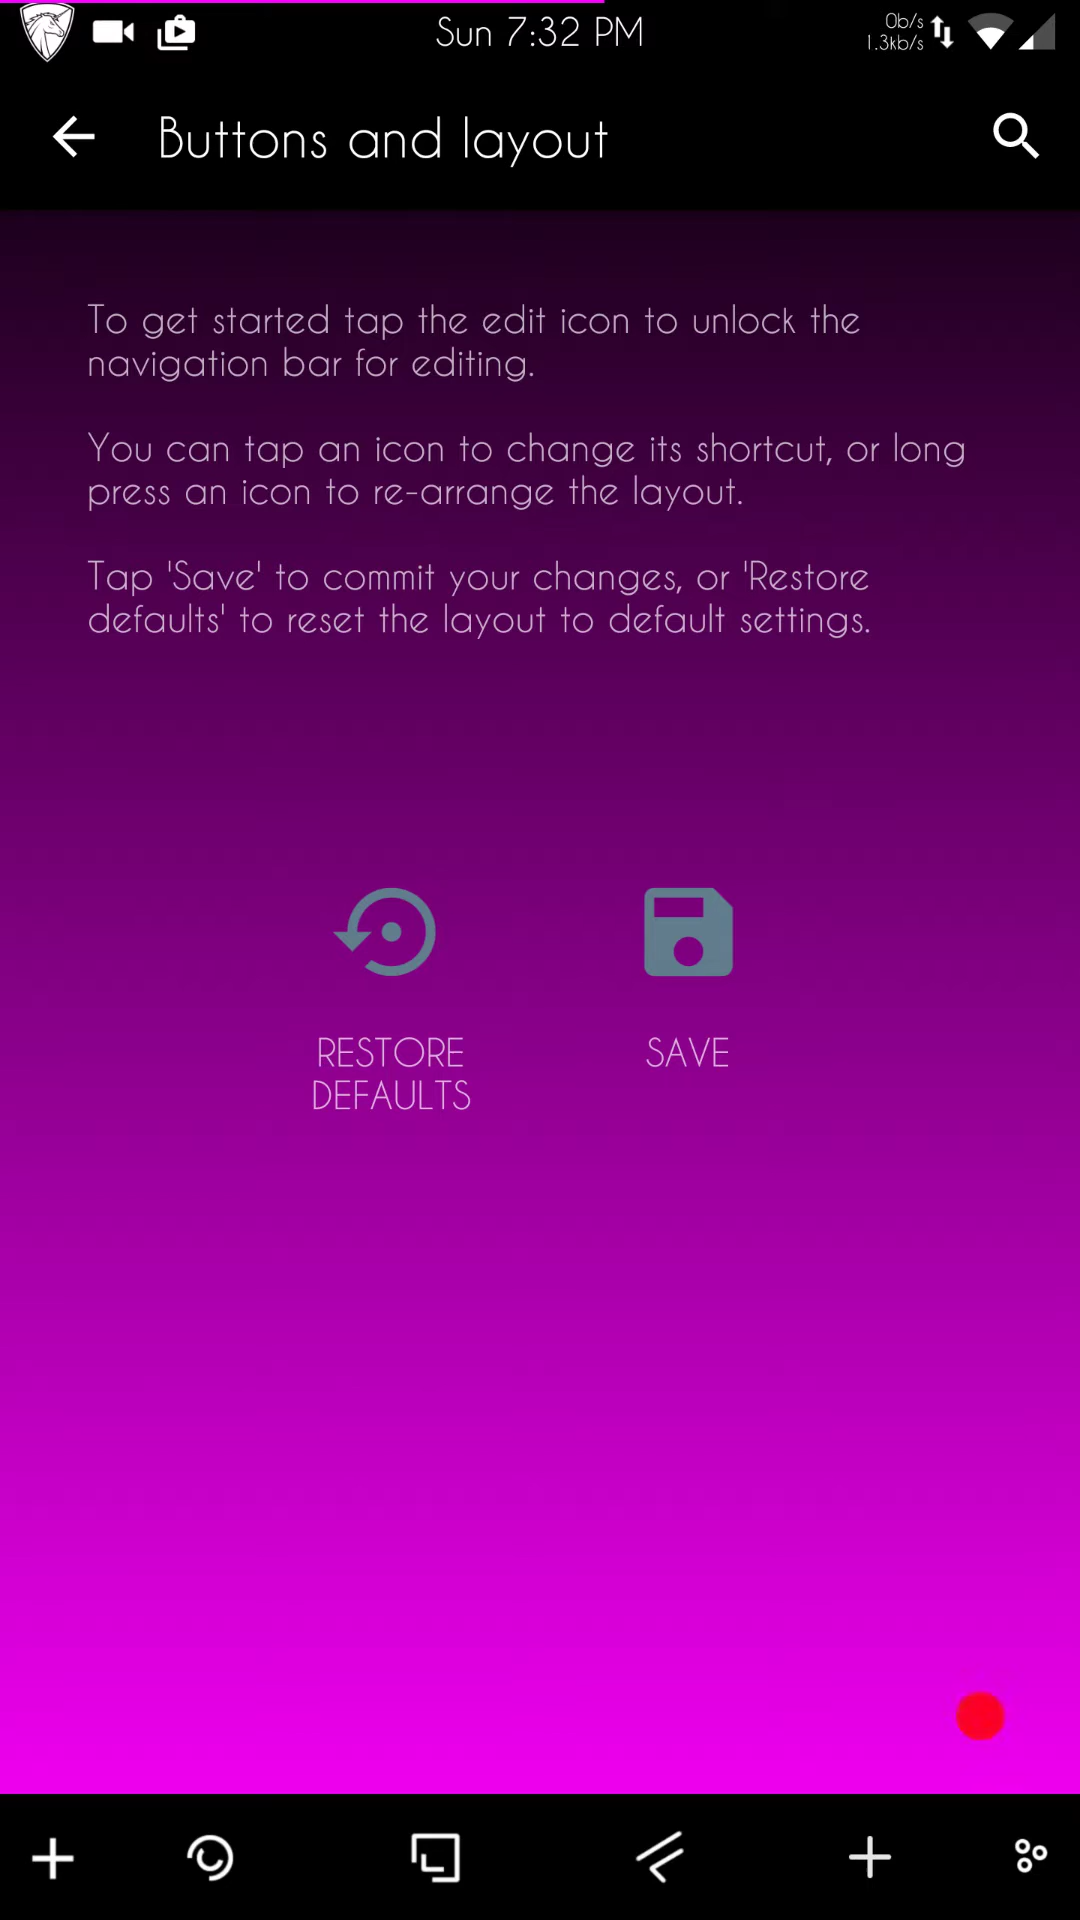 Sun 7:32 PM
0b/s
1.3kb/s
Buttons and layout
To get started tap the edit icon to unlock the
navigation bar for editing.
You can tap an icon to change its shortcut, or long
press an icon to re-arrange the layout.
Tap 'Save' to commit your changes, or 'Restore
defaults' to reset the layout to default settings.
RESTORE
DEFAULTS
SAVE